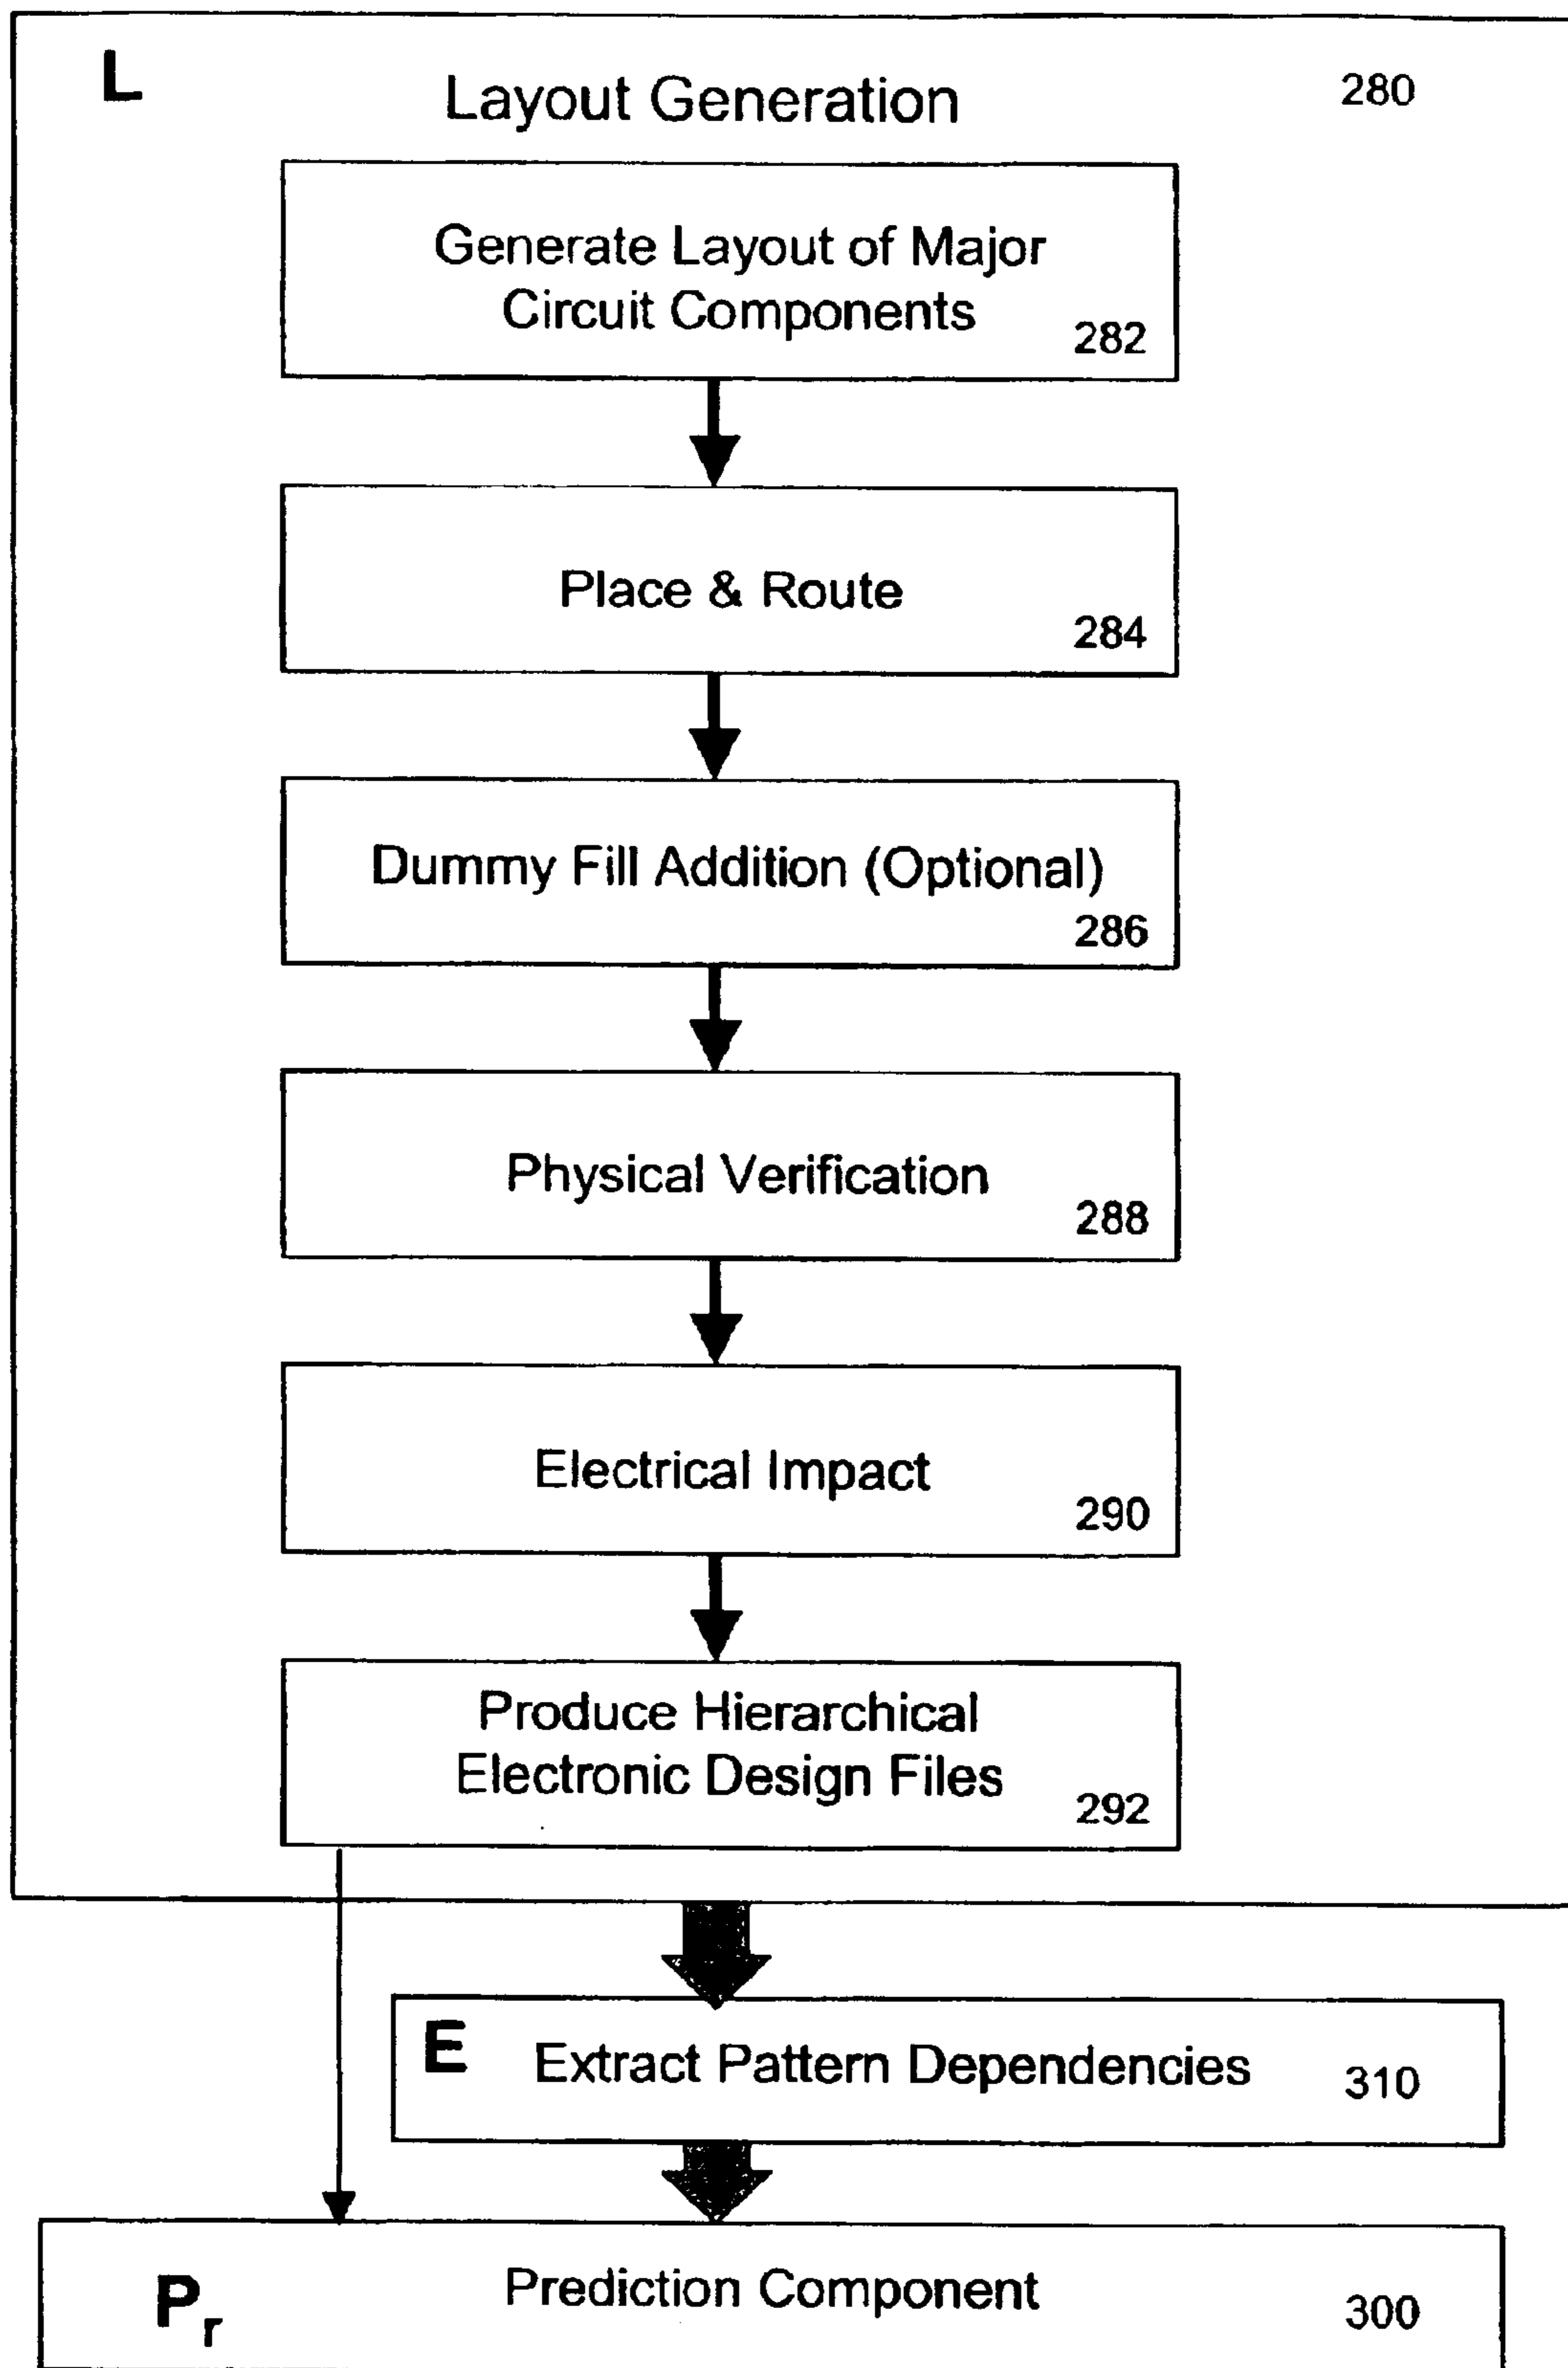 L
Layout Generation
280
Generate Layout of Major
Circuit Components
282
Place & Route
284
Dummy Fill Addition (Optional)
286
Physical Verification
288
Electrical Impact
290
Produce Hierarchical
Electronic Design Files
292
E
Extract Pattern Dependencies
310
Pr
Prediction Component
300